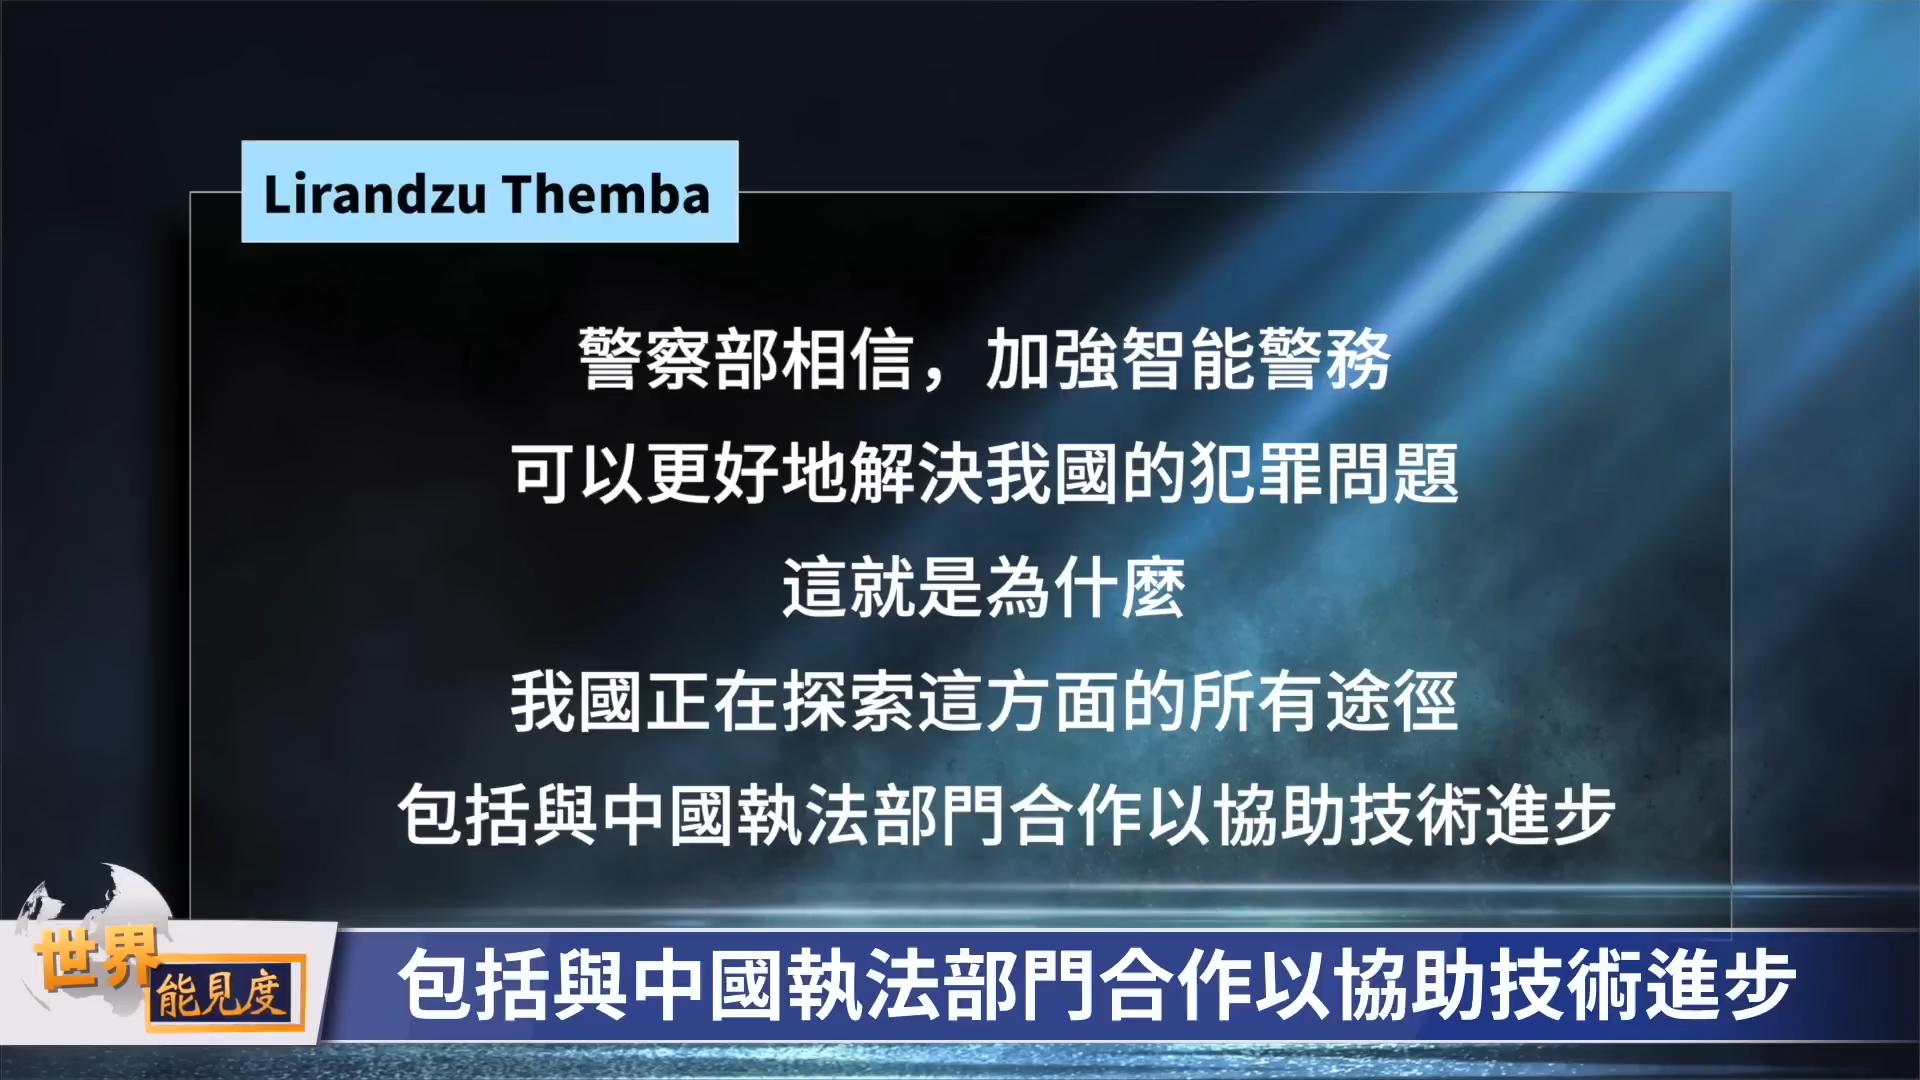 Lirandzu Themba
警察部相信，加強智能警務
可以更好地解決我國的犯罪問題
這就是為什麼
我國正在探索這方面的所有途徑
包括與中國執法部門合作以協助技術進步
世界
能見度
包括與中國執法部門合作以協助技術進步